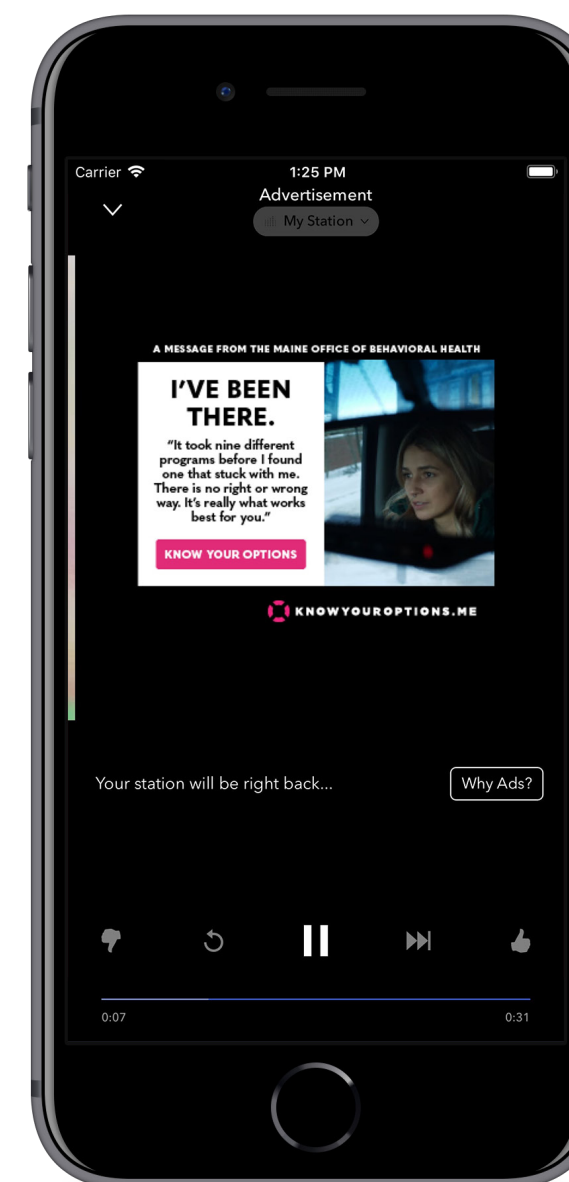 Carrier
1:25 PM
Advertisement
My Station
A MESSAGE FROM THE MAINE OFFICE OF BEHAVIORAL HEALTH
I’VE BEEN
THERE.
“It took nine different
programs before I found
one that stuck with me.
There is no right or wrong
way. It’s really what works
best for you.”
KNOW YOUR OPTIONS
KNOWYOUROPTIONS.ME
Your station will be right back...
Why Ads?
0:07
0:31